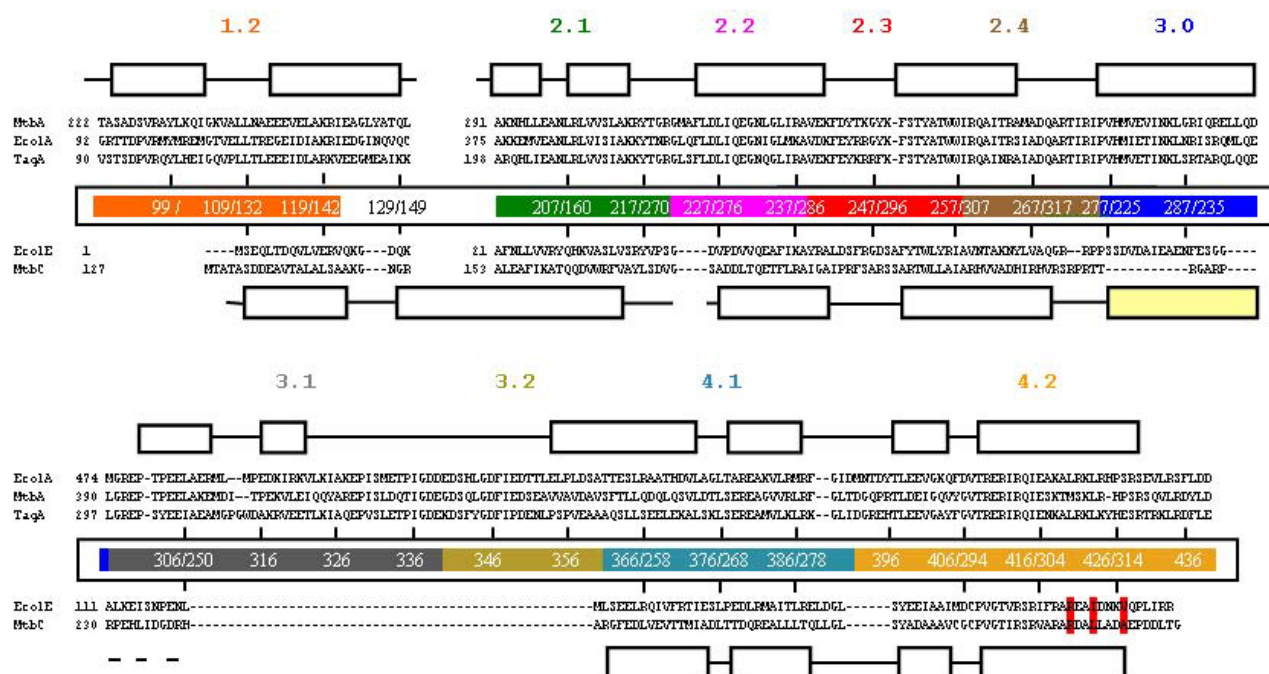 1.2 2.1 2.2 2.3 2.4 3.0
MtbA 222 TASADSVRAYLKQIGKVALLNAEEEVELAKRIEAGLYATQL 291 AKNHLLEANLRLVVSLAKRYTGRGMAFLDLIQEGNLGLIRAVEKFDYTKGYK-FSTYATWWIRQAITRAMADQARTIRIPVHMVEVINKLGRIQRELLQD
EcolA 92 GRTTDPVRMYMREMGTVELLTREGEIDIAKRIEDGINQVQC 375 AKKEMVEANLRLVISIAKKYTNRGLQFLDLIQEGNIGLMKAVDKFEYRRGYK-FSTYATWWIRQAITRSIADQARTIRIPVHMIETINKLNRISRQMLQE
TaqA 90 VSTSDPVRQYLHEIGQVPLLTLEEEIDLARKVEEGMEAIKK 198 ARQHLIEANLRLVVSIAKKYTGRGLSFLDLIQEGNQGLIRAVEKFEYKRRFK-FSTYATWWIRQAINRAIADQARTIRIPVHMVETINKLSRTARQLQQE
99 / 109/132 119/142 129/149 207/160 217/270 227/276 237/286 247/296 257/307 267/317 277/225 287/235
EcolE 1 ----MSEQLTDQVLVERVQKG---DQK 21 AFNLLVVRYQHKVASLVSRYVPSG----DVPDVVQEAFIKAYRALDSFRGDSAFYTWLYRIAVNTAKNYLVAQGR--RPPSSDVDAIEAENFESGG----
MtbC 127 MTATASDDEAVTALALSAAKG---NGR 153 ALEAFIKATQQDVWRFVAYLSDVG----SADDLTQETFLRAIGAIPRFSARSSARTWLLAIARHVVADHIRHVRSRPRTT-----------RGARP----
3.1 3.2 4.1 4.2
EcolA 474 MGREP-TPEELAERML--MPEDKIRKVLKIAKEPISMETPIGDDEDSHLGDFIEDTTLELPLDSATTESLRAATHDVLAGLTAREAKVLRMRF--GIDMNTDYTLEEVGKQFDVTRERIRQIEAKALRKLRHPSRSEVLRSFLDD
MtbA 390 LGREP-TPEELAKEMDI--TPEKVLEIQQYAREPISLDQTIGDEGDSQLGDFIEDSEAVVAVDAVSFTLLQDQLQSVLDTLSEREAGVVRLRF--GLTDGQPRTLDEIGQVYGVTRERIRQIESKTMSKLR-HPSRSQVLRDYLD
TaqA 297 LGREP-SYEEIAEAMGPGWDAKRVEETLKIAQEPVSLETPIGDEKDSFYGDFIPDENLPSPVEAAAQSLLSEELEKALSKLSEREAMVLKLRK--GLIDGREHTLEEVGAYFGVTRERIRQIENKALRKLKYHESRTRKLRDFLE
306/250 316 326 336 346 356 366/258 376/268 386/278 396 406/294 416/304 426/314 436
EcolE 111 ALKEISNPENL------------------------------------------------------MLSEELRQIVFRTIESLPEDLRMAITLRELDGL-----SYEEIAAIMDCPVGTVRSRIFRAREAIDNKVQPLIRR
MtbC 230 RPEHLIDGDRH------------------------------------------------------ARGFEDLVEVTTMIADLTTDQREALLLTQLLGL-----SYADAAAVCGCPVGTIRSRVARARDALLADAEPDDLTG